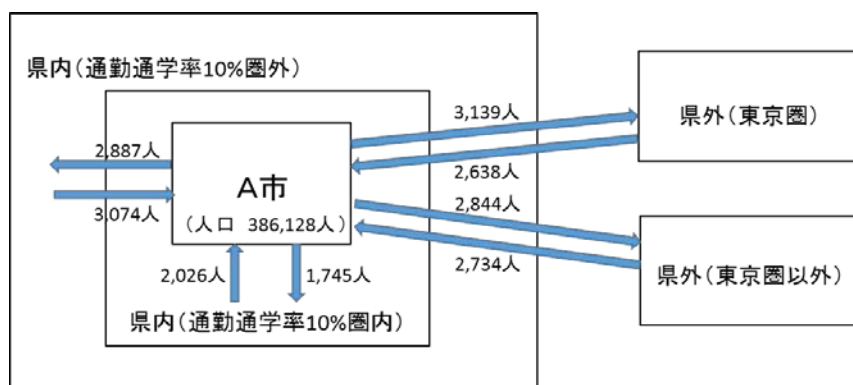 県内（通勤通学率10%圏外）
3,139人
県外（東京圏）
2,887人
2,638人
A市
3,074人
（人口 386,128人）
2,844人
2,734人
2,026人
1,745人
県外（東京圏以外）
県内（通勤通学率10%圏内）